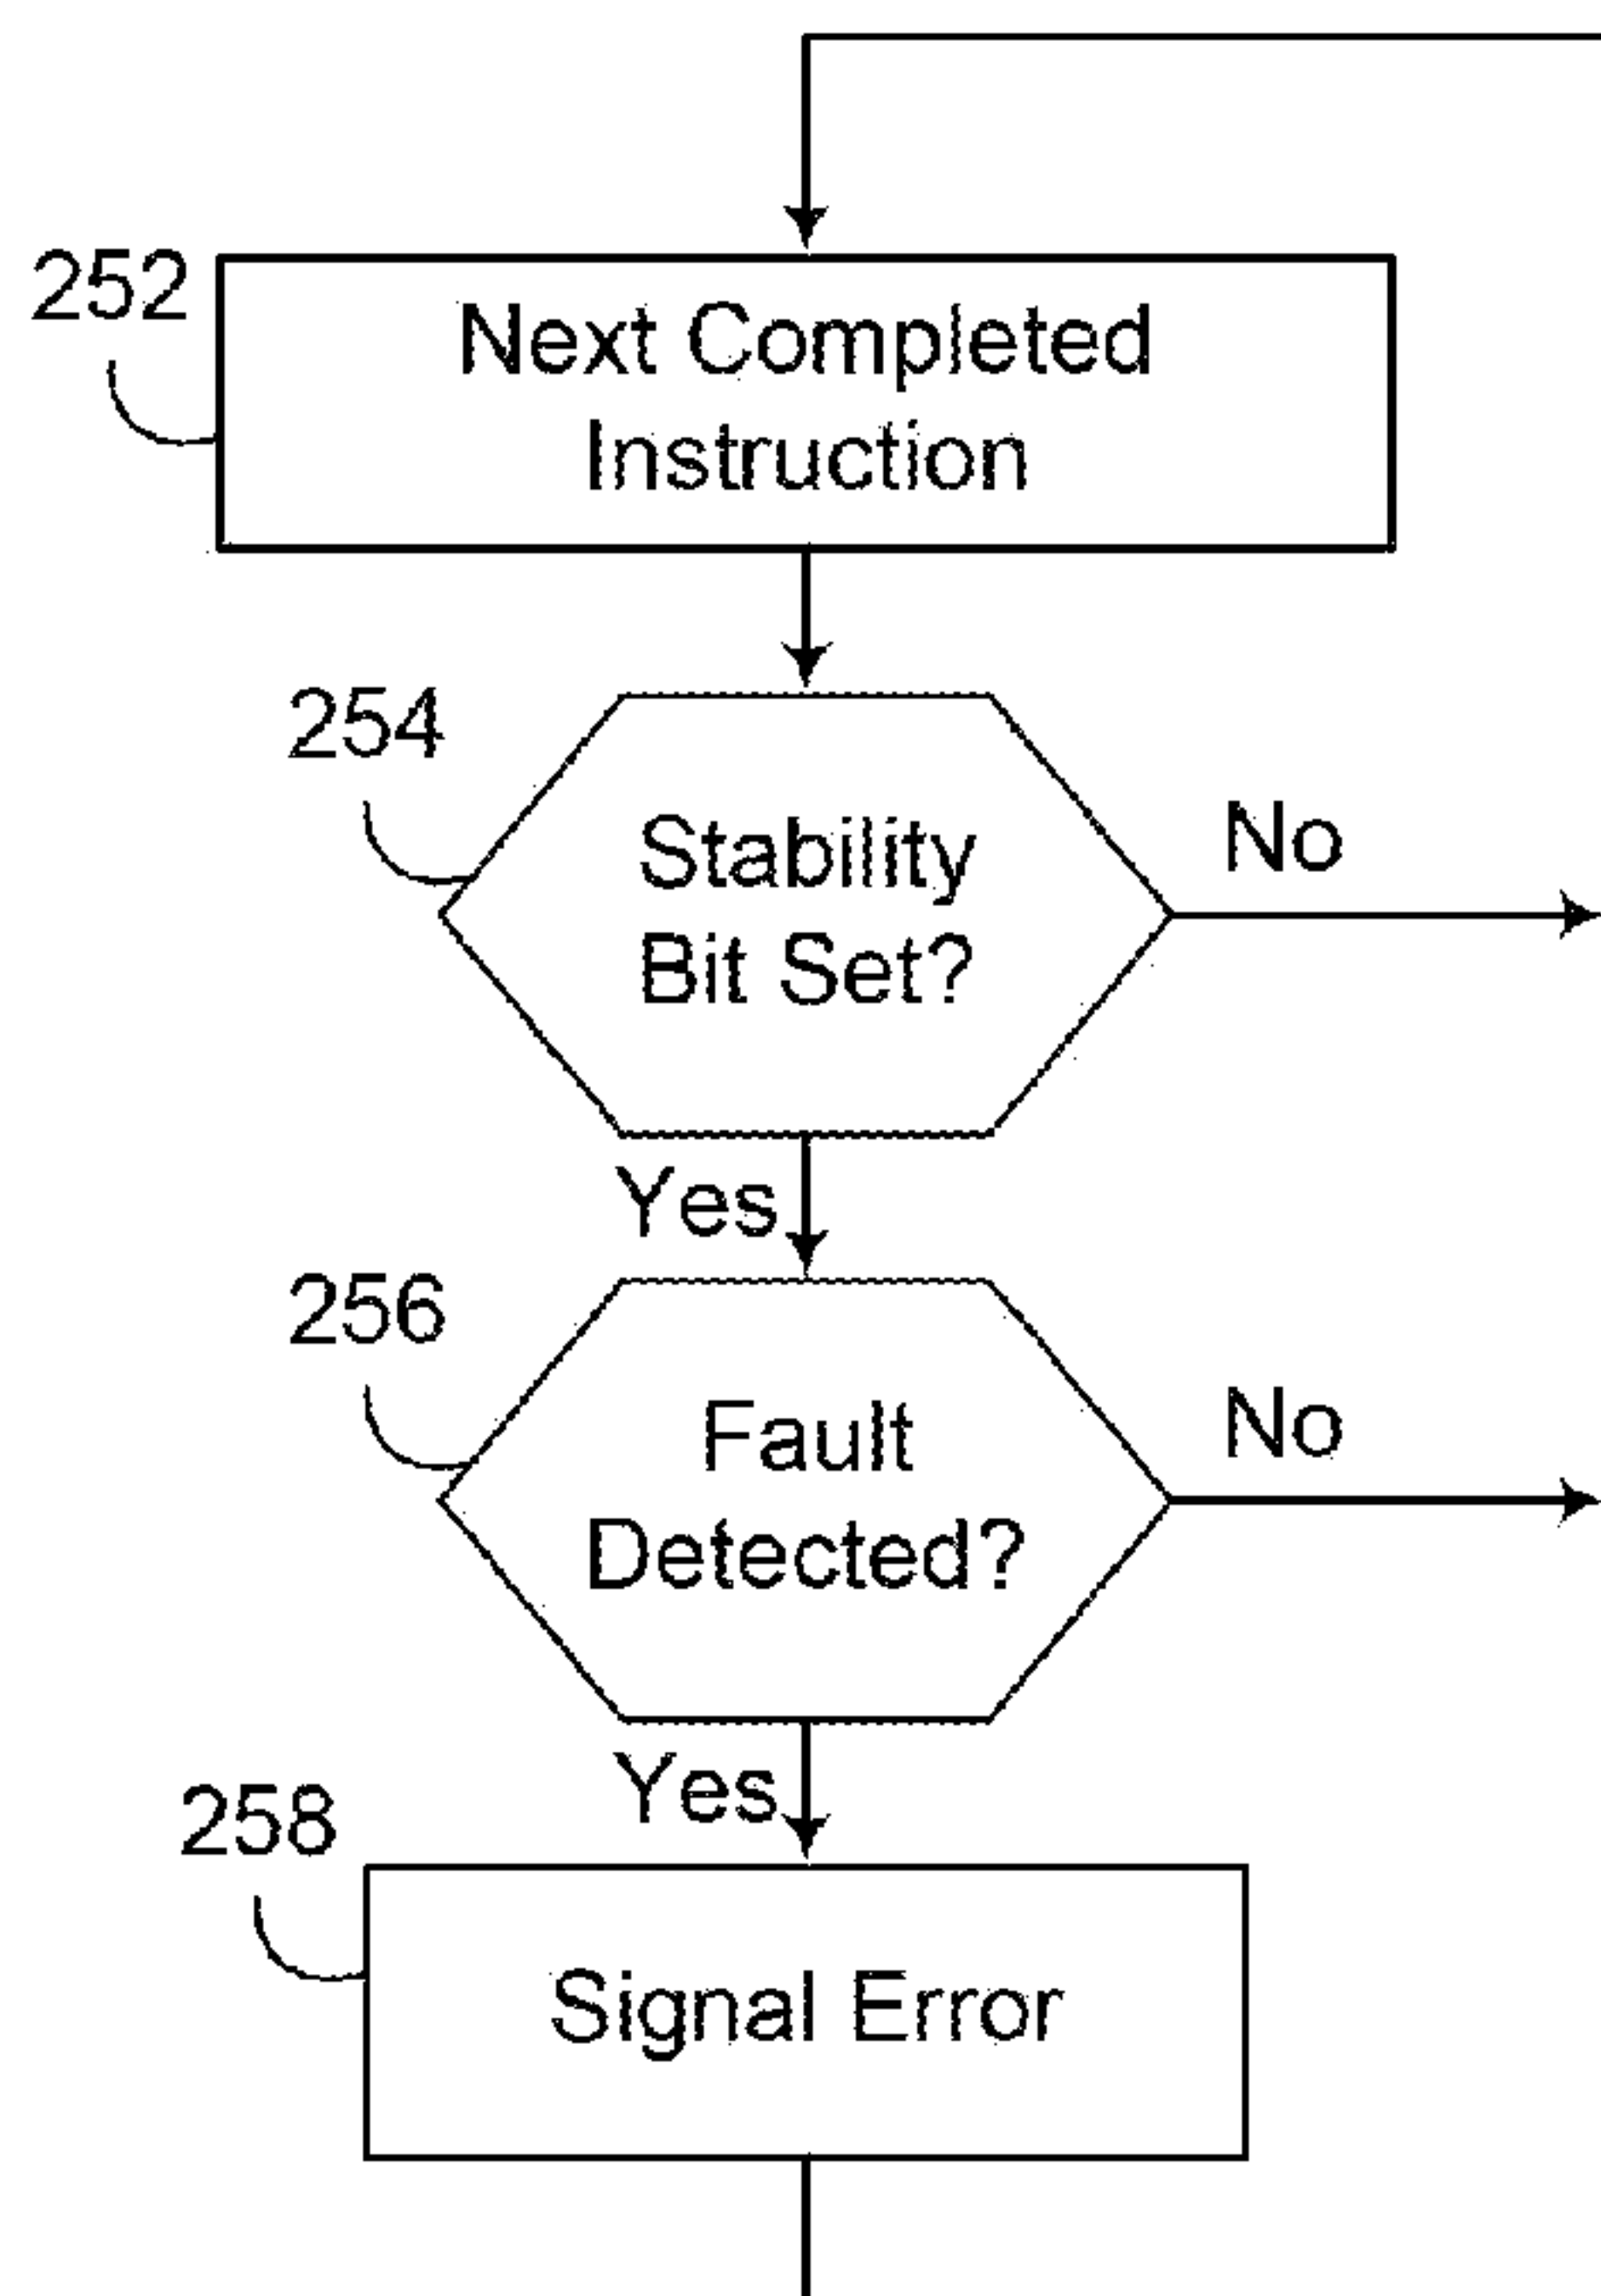 252
Next Completed
Instruction
254
Stability
Bit Set?
No
Yes
256
Fault
Detected?
No
Yes
258
Signal Error